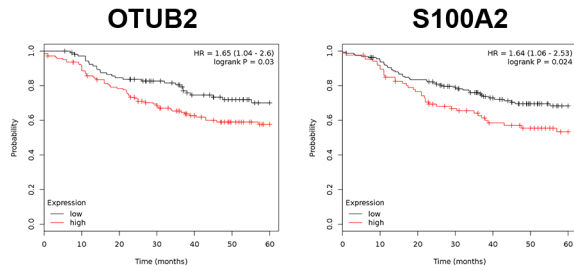 OTUB2
HR = 1.65 (1.04 - 2.6)
logrank P = 0.03
Probability
1.0
0.8
0.6
0.4
0.2
0.0
Expression
low
high
0 10 20 30 40 50 60
Time (months)
S100A2
HR = 1.64 (1.06 - 2.53)
logrank P = 0.024
Probability
1.0
0.8
0.6
0.4
0.2
0.0
Expression
low
high
0 10 20 30 40 50 60
Time (months)